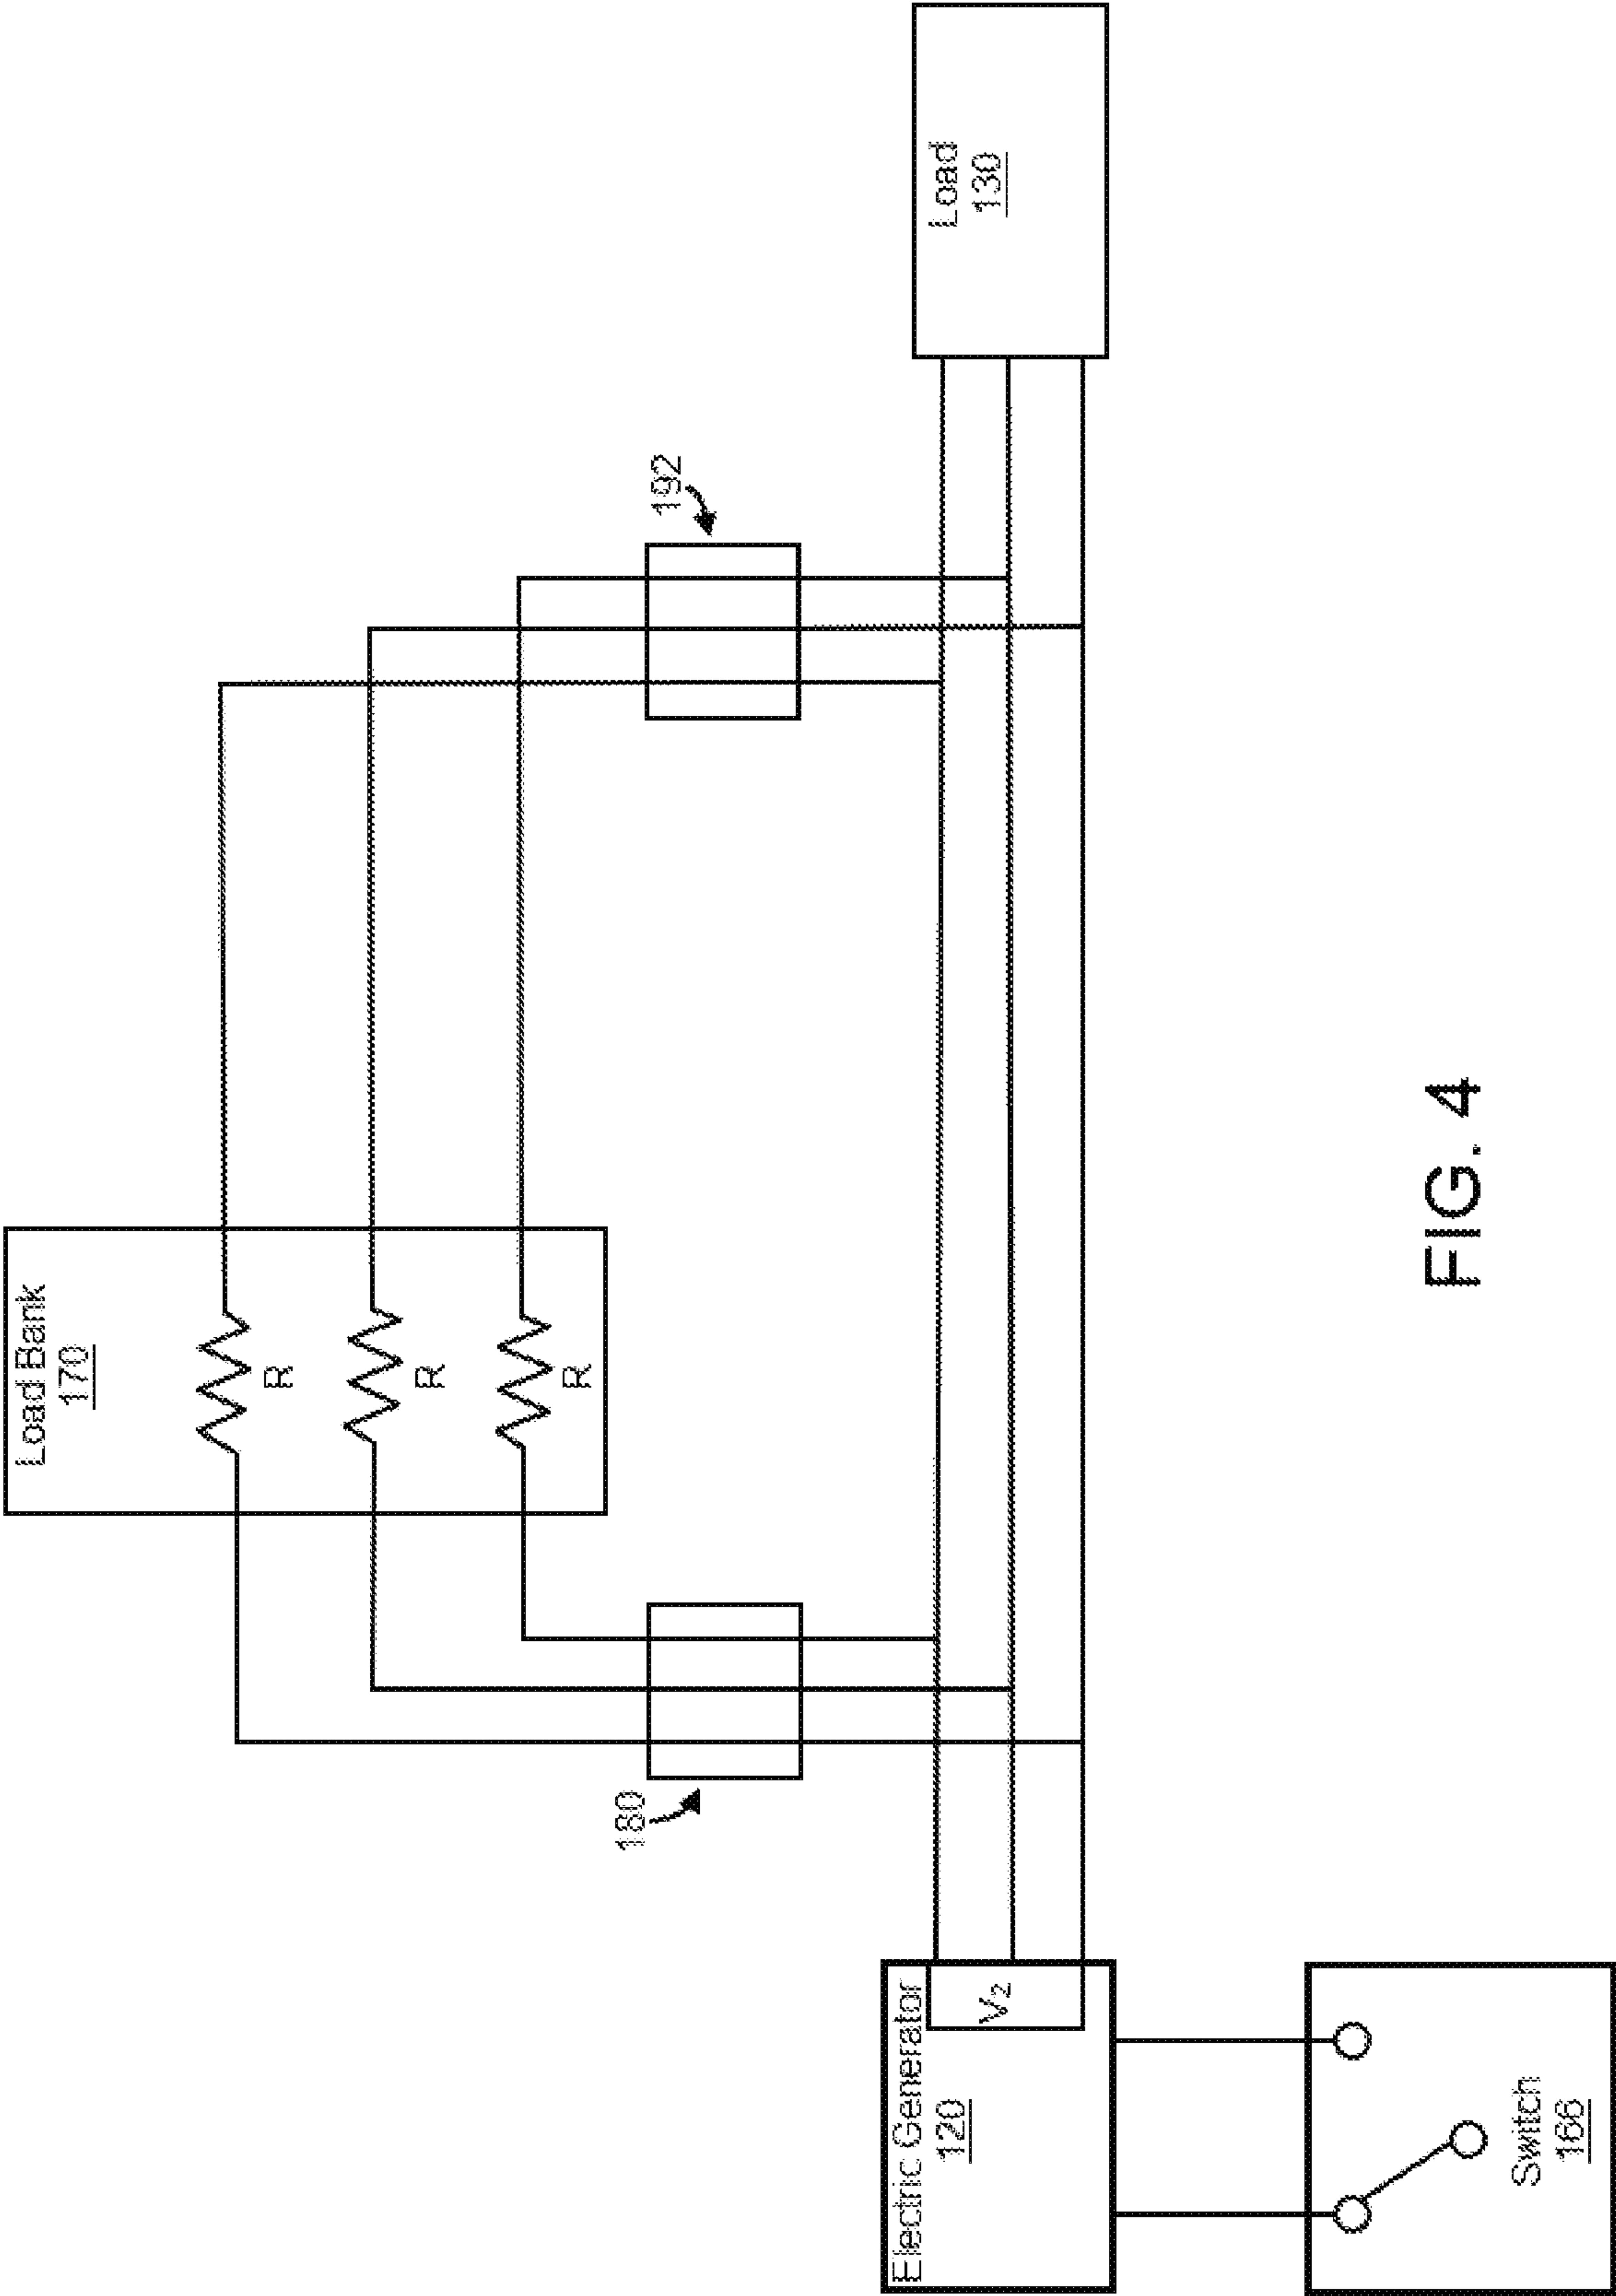 Load Bank
170
R
R
R
180
192
Electric Generator
120
V₂
Load
130
Switch
166
FIG. 4